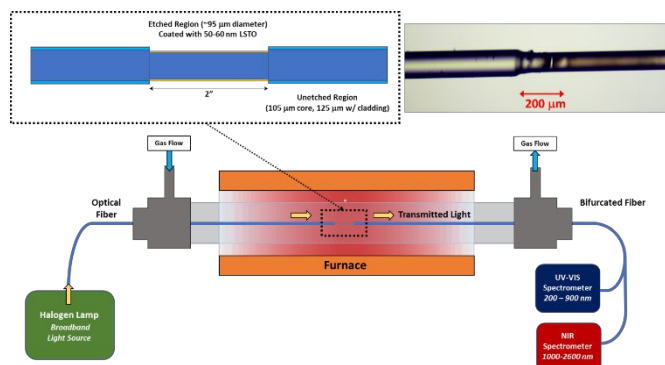 Etched Region (~95 μm diameter)
Coated with 50-60 nm LSTO
2”
Unetched Region
(105 μm core, 125 μm w/ cladding)
200 μm
Gas Flow
Gas Flow
Optical
Fiber
Transmitted Light
Bifurcated Fiber
Furnace
Halogen Lamp
Broadband
Light Source
UV-VIS
Spectrometer
200 – 900 nm
NIR
Spectrometer
1000-2600 nm